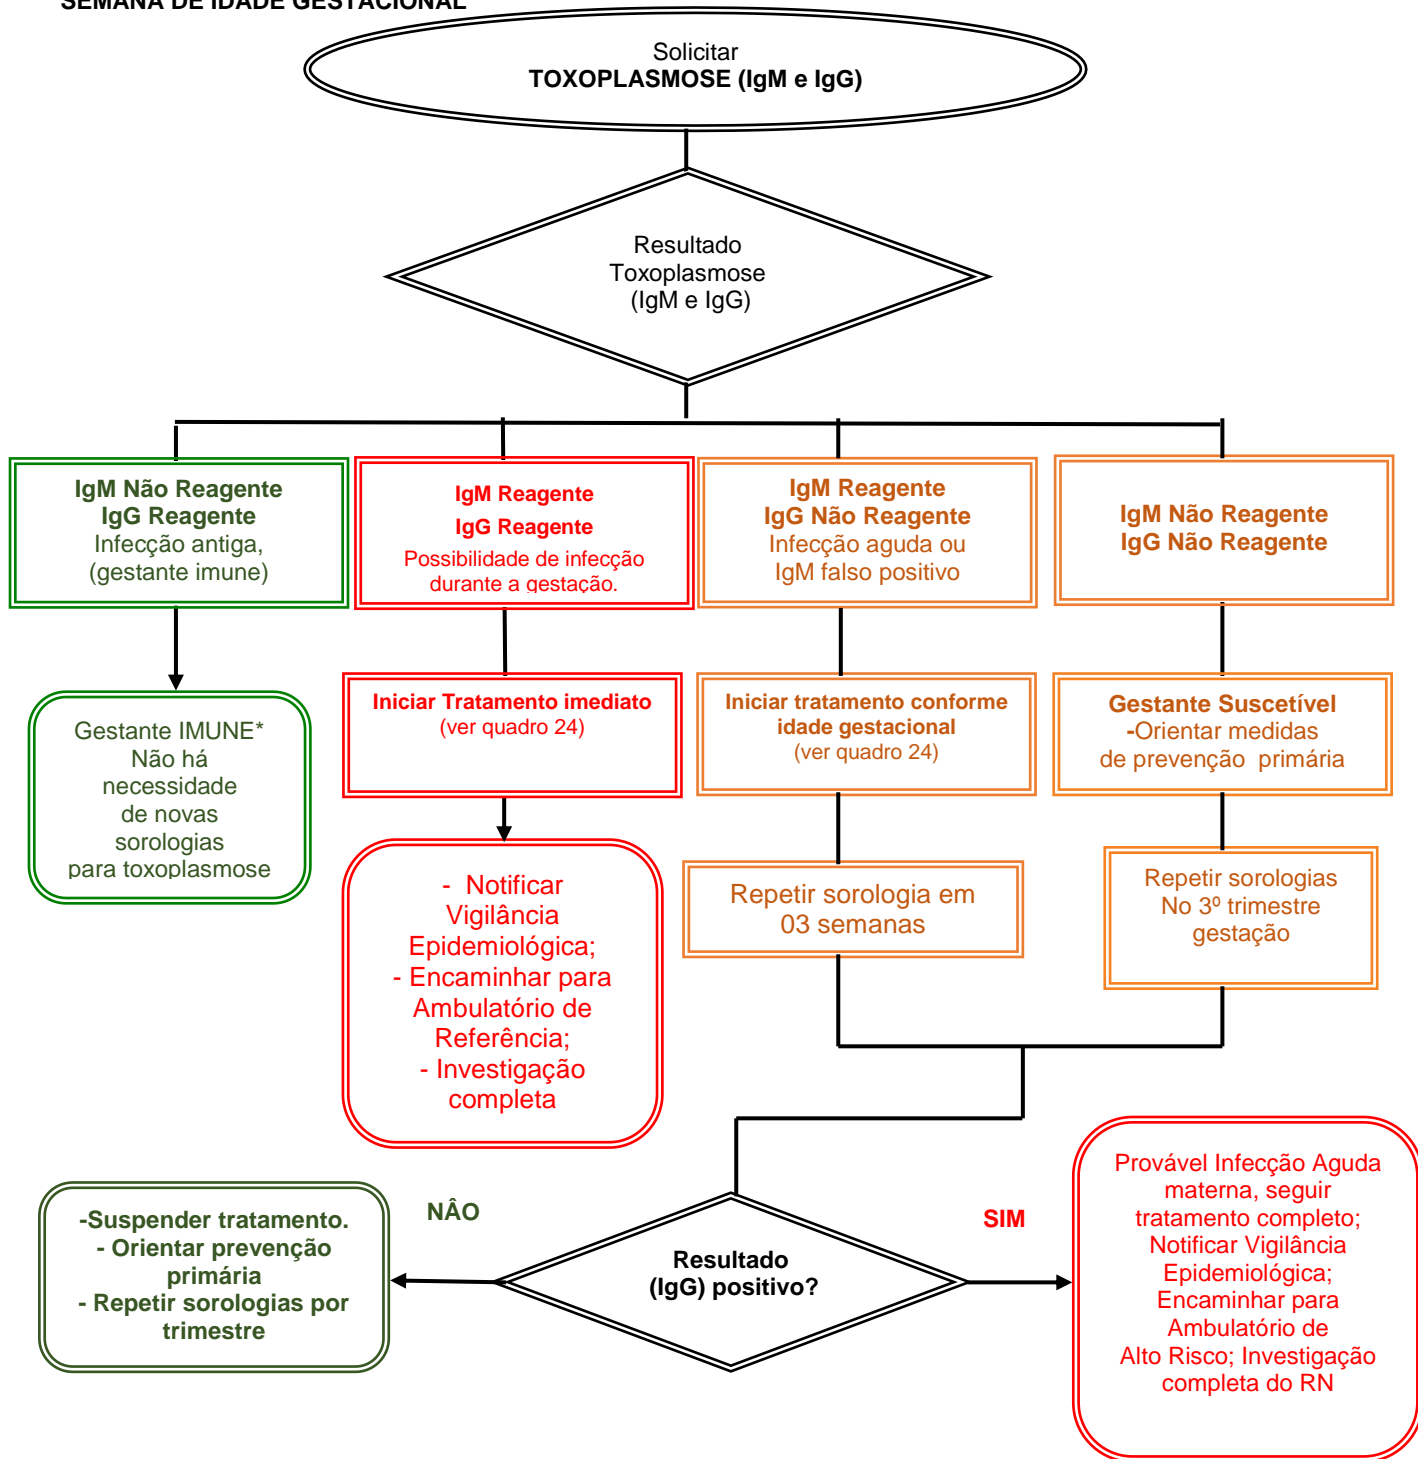 SEMANA DE IDADE GESTACIONAL
Solicitar
TOXOPLASMOSE (IgM e IgG)
Resultado
Toxoplasmose
(IgM e IgG)
IgM Não Reagente
IgG Reagente
Infecção antiga,
(gestante imune)
IgM Reagente
IgG Reagente
Possibilidade de infecção
durante a gestação.
IgM Reagente
IgG Não Reagente
Infecção aguda ou
IgM falso positivo
IgM Não Reagente
IgG Não Reagente
Gestante IMUNE*
Não há
necessidade
de novas
sorologias
para toxoplasmose
Iniciar Tratamento imediato
(ver quadro 24)
Iniciar tratamento conforme
idade gestacional
(ver quadro 24)
Gestante Suscetível
-Orientar medidas
de prevenção primária
- Notificar
Vigilância
Epidemiológica;
- Encaminhar para
Ambulatório de
Referência;
- Investigação
completa
Repetir sorologia em
03 semanas
Repetir sorologias
No 3º trimestre
gestação
-Suspender tratamento.
- Orientar prevenção
primária
- Repetir sorologias por
trimestre
NÂO
Resultado
(IgG) positivo?
SIM
Provável Infecção Aguda
materna, seguir
tratamento completo;
Notificar Vigilância
Epidemiológica;
Encaminhar para
Ambulatório de
Alto Risco; Investigação
completa do RN